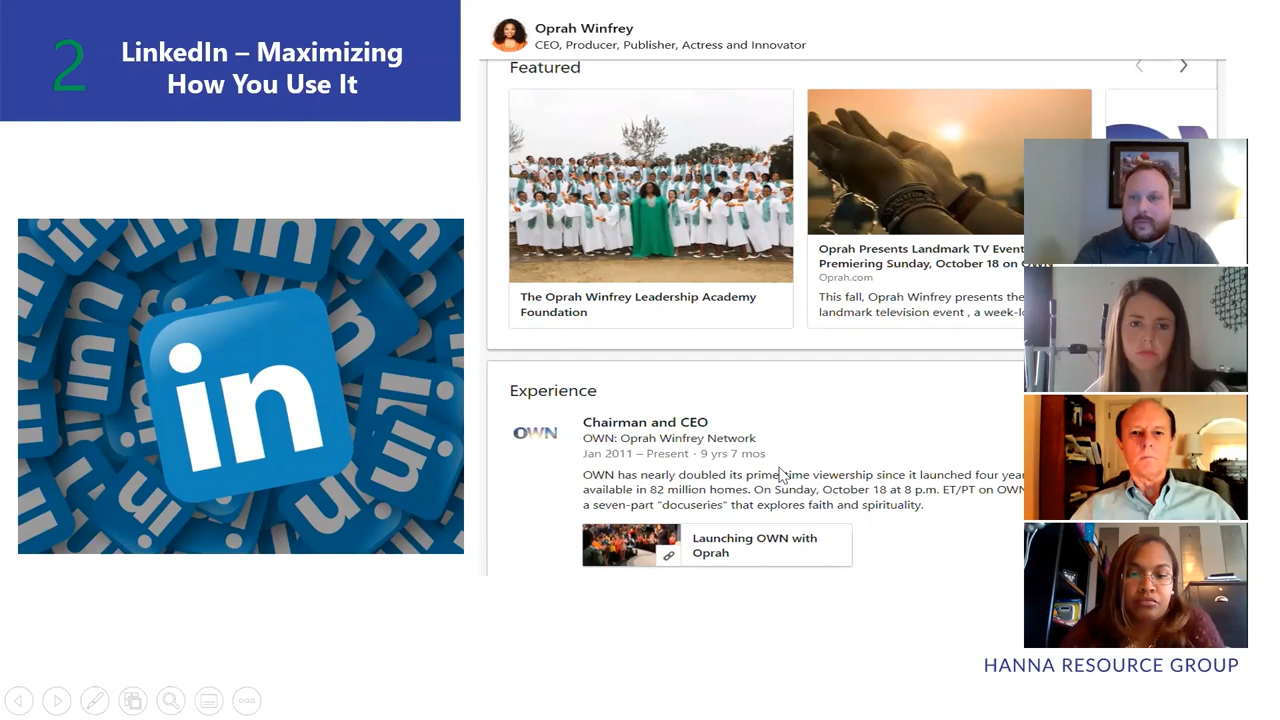 2
LinkedIn – Maximizing
How You Use It
in
Oprah Winfrey
CEO, Producer, Publisher, Actress and Innovator
Featured
The Oprah Winfrey Leadership Academy
Foundation
Oprah Presents Landmark TV Event
Premiering Sunday, October 18 on OWN
Oprah.com
This fall, Oprah Winfrey presents the
landmark television event , a week-l
Experience
OWN
Chairman and CEO
OWN: Oprah Winfrey Network
Jan 2011 – Present · 9 yrs 7 mos
OWN has nearly doubled its prime time viewership since it launched four year
available in 82 million homes. On Sunday, October 18 at 8 p.m. ET/PT on OWN
a seven-part "docuseries" that explores faith and spirituality.
Launching OWN with
Oprah
HANNA RESOURCE GROUP